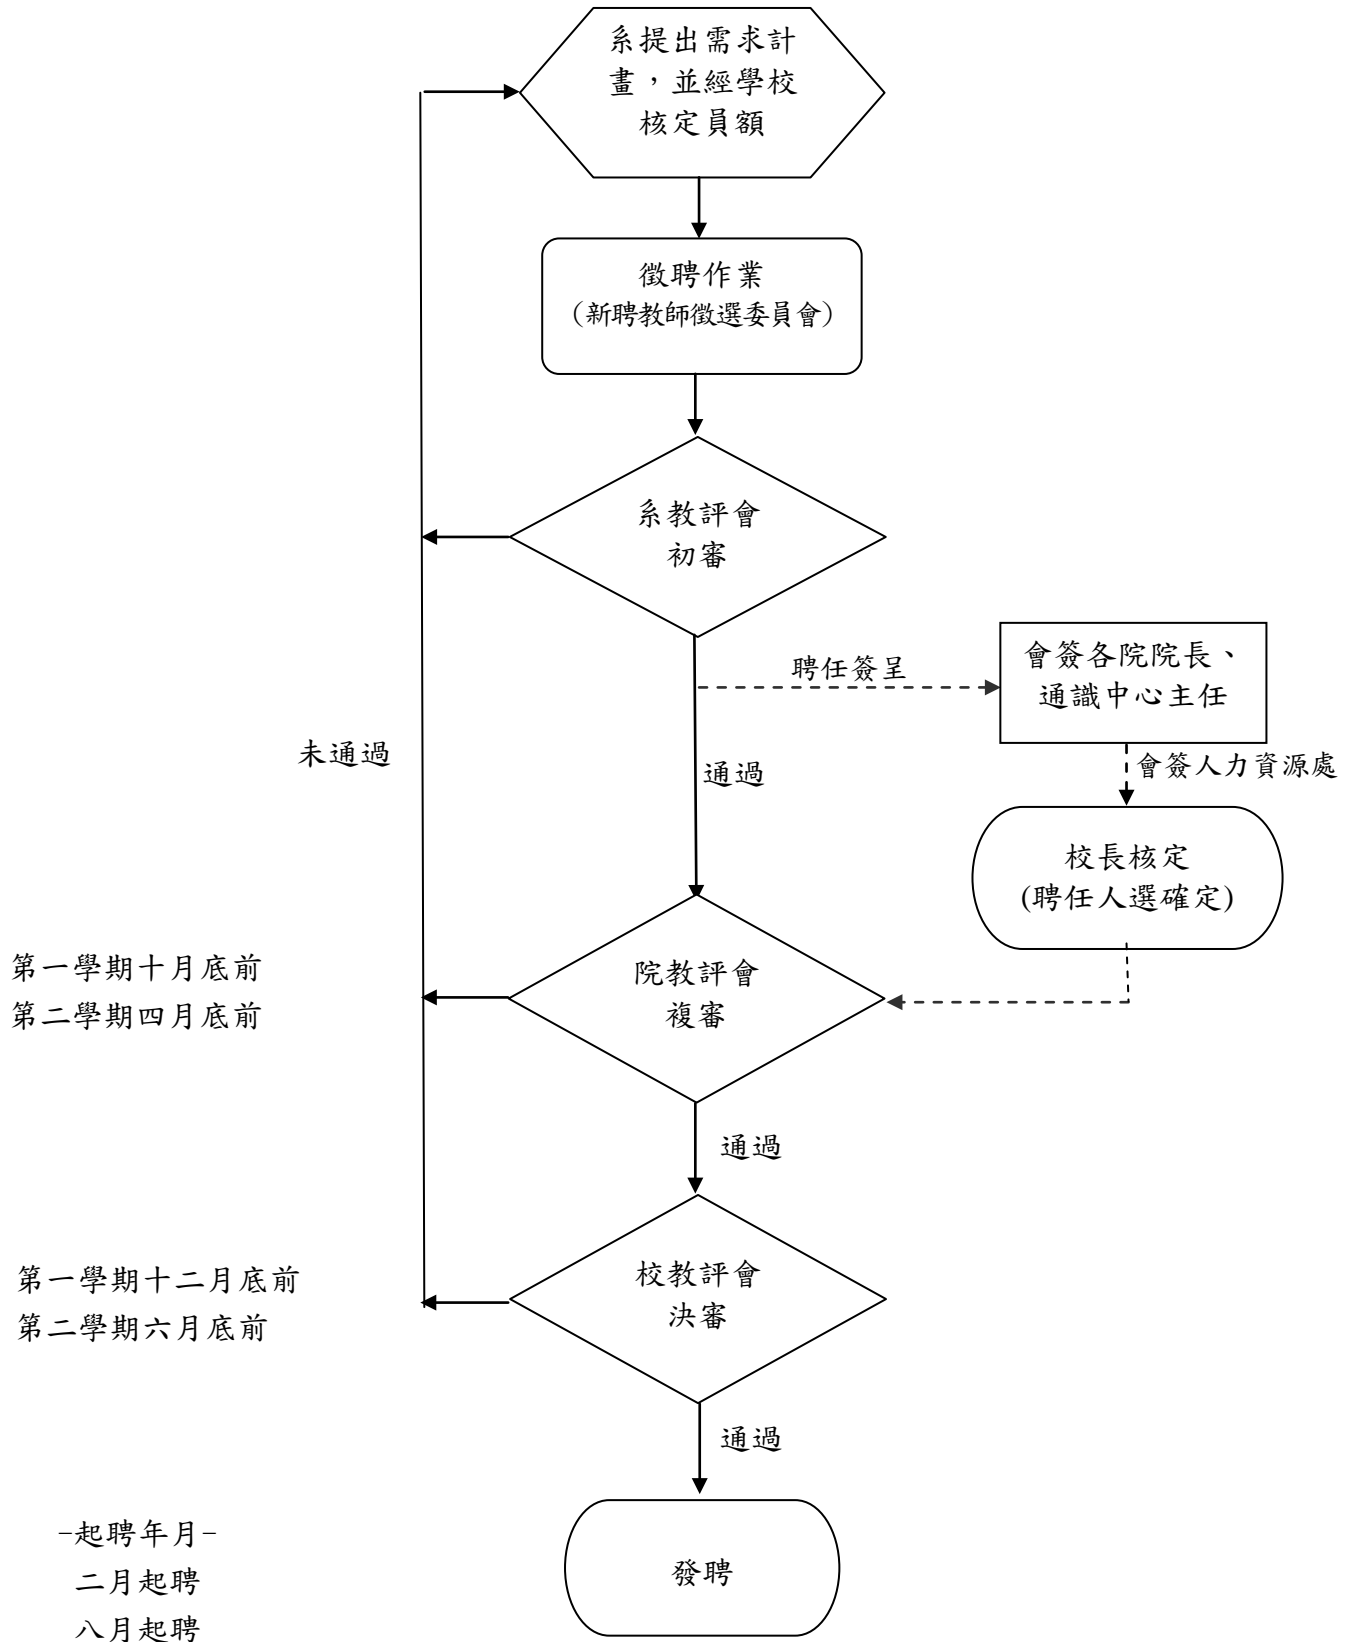 系提出需求計
畫，並經學校
核定員額
徵聘作業
(新聘教師徵選委員會)
系教評會
初審
聘任簽呈
會簽各院院長、
通識中心主任
未通過
通過
會簽人力資源處
校長核定
(聘任人選確定)
第一學期十月底前
第二學期四月底前
院教評會
複審
通過
第一學期十二月底前
第二學期六月底前
校教評會
決審
通過
-起聘年月-
二月起聘
八月起聘
發聘